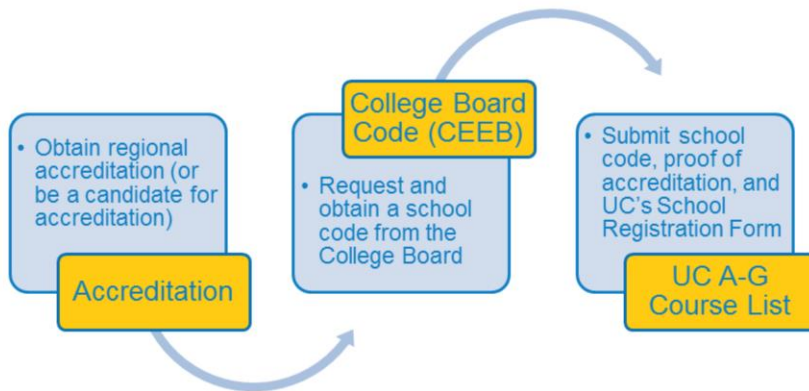 • Obtain regional
accreditation (or
be a candidate for
accreditation)
Accreditation
College Board
Code (CEEB)
• Request and
obtain a school
code from the
College Board
• Submit school
code, proof of
accreditation, and
UC's School
Registration Form
UC A-G
Course List